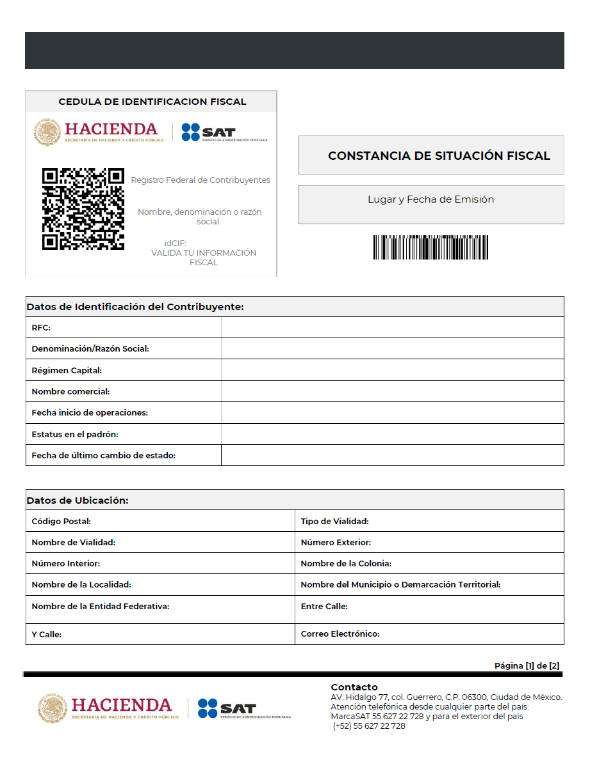 CEDULA DE IDENTIFICACION FISCAL
HACIENDA
SECRETARÍA DE HACIENDA Y CRÉDITO PÚBLICO
SAT
SERVICIO DE ADMINISTRACIÓN TRIBUTARIA
Registro Federal de Contribuyentes
Nombre, denominación o razón
social
idCIF:
VALIDA TU INFORMACIÓN
FISCAL
CONSTANCIA DE SITUACIÓN FISCAL
Lugar y Fecha de Emisión
Datos de Identificación del Contribuyente:
RFC:
Denominación/Razón Social:
Régimen Capital:
Nombre comercial:
Fecha inicio de operaciones:
Estatus en el padrón:
Fecha de último cambio de estado:
Datos de Ubicación:
Código Postal:
Tipo de Vialidad:
Nombre de Vialidad:
Número Exterior:
Número Interior:
Nombre de la Colonia:
Nombre de la Localidad:
Nombre del Municipio o Demarcación Territorial:
Nombre de la Entidad Federativa:
Entre Calle:
Y Calle:
Correo Electrónico:
Página [1] de [2]
HACIENDA
SECRETARÍA DE HACIENDA Y CRÉDITO PÚBLICO
SAT
SERVICIO DE ADMINISTRACIÓN TRIBUTARIA
Contacto
AV. Hidalgo 77, col. Guerrero, C.P. 06300, Ciudad de México.
Atención telefónica desde cualquier parte del país:
MarcaSAT 55 627 22 728 y para el exterior del país
(+52) 55 627 22 728